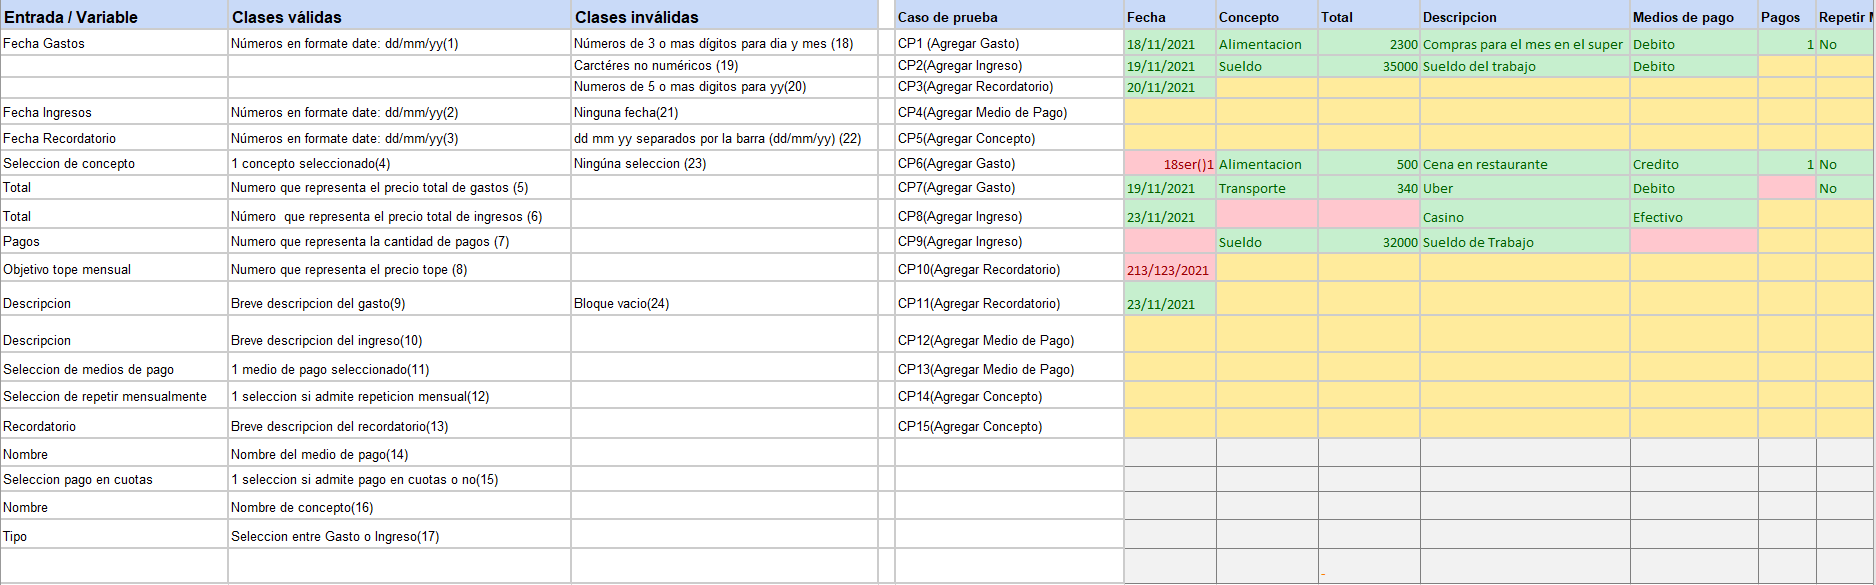 Entrada / Variable Clases válidas Clases inválidas Caso de prueba Fecha Concepto Total Descripcion Medios de pago Pagos Repetir M
Fecha Gastos Números en formate date: dd/mm/yy(1) Números de 3 o mas dígitos para dia y mes (18) CP1 (Agregar Gasto) 18/11/2021 Alimentacion 2300 Compras para el mes en el super Debito 1 No
Carctéres no numéricos (19) CP2(Agregar Ingreso) 19/11/2021 Sueldo 35000 Sueldo del trabajo Debito
Numeros de 5 o mas digitos para yy(20) CP3(Agregar Recordatorio) 20/11/2021
Fecha Ingresos Números en formate date: dd/mm/yy(2) Ninguna fecha(21) CP4(Agregar Medio de Pago)
Fecha Recordatorio Números en formate date: dd/mm/yy(3) dd mm yy separados por la barra (dd/mm/yy) (22) CP5(Agregar Concepto)
Seleccion de concepto 1 concepto seleccionado(4) Ningúna seleccion (23) CP6(Agregar Gasto) 18ser()1 Alimentacion 500 Cena en restaurante Credito 1 No
Total Numero que representa el precio total de gastos (5) CP7(Agregar Gasto) 19/11/2021 Transporte 340 Uber Debito No
Total Número  que representa el precio total de ingresos (6) CP8(Agregar Ingreso) 23/11/2021 Casino Efectivo
Pagos Numero que representa la cantidad de pagos (7) CP9(Agregar Ingreso) Sueldo 32000 Sueldo de Trabajo
Objetivo tope mensual Numero que representa el precio tope (8) CP10(Agregar Recordatorio) 213/123/2021
Descripcion Breve descripcion del gasto(9) Bloque vacio(24) CP11(Agregar Recordatorio) 23/11/2021
Descripcion Breve descripcion del ingreso(10) CP12(Agregar Medio de Pago)
Seleccion de medios de pago 1 medio de pago seleccionado(11) CP13(Agregar Medio de Pago)
Seleccion de repetir mensualmente 1 seleccion si admite repeticion mensual(12) CP14(Agregar Concepto)
Recordatorio Breve descripcion del recordatorio(13) CP15(Agregar Concepto)
Nombre Nombre del medio de pago(14)
Seleccion pago en cuotas 1 seleccion si admite pago en cuotas o no(15)
Nombre Nombre de concepto(16)
Tipo Seleccion entre Gasto o Ingreso(17)
-